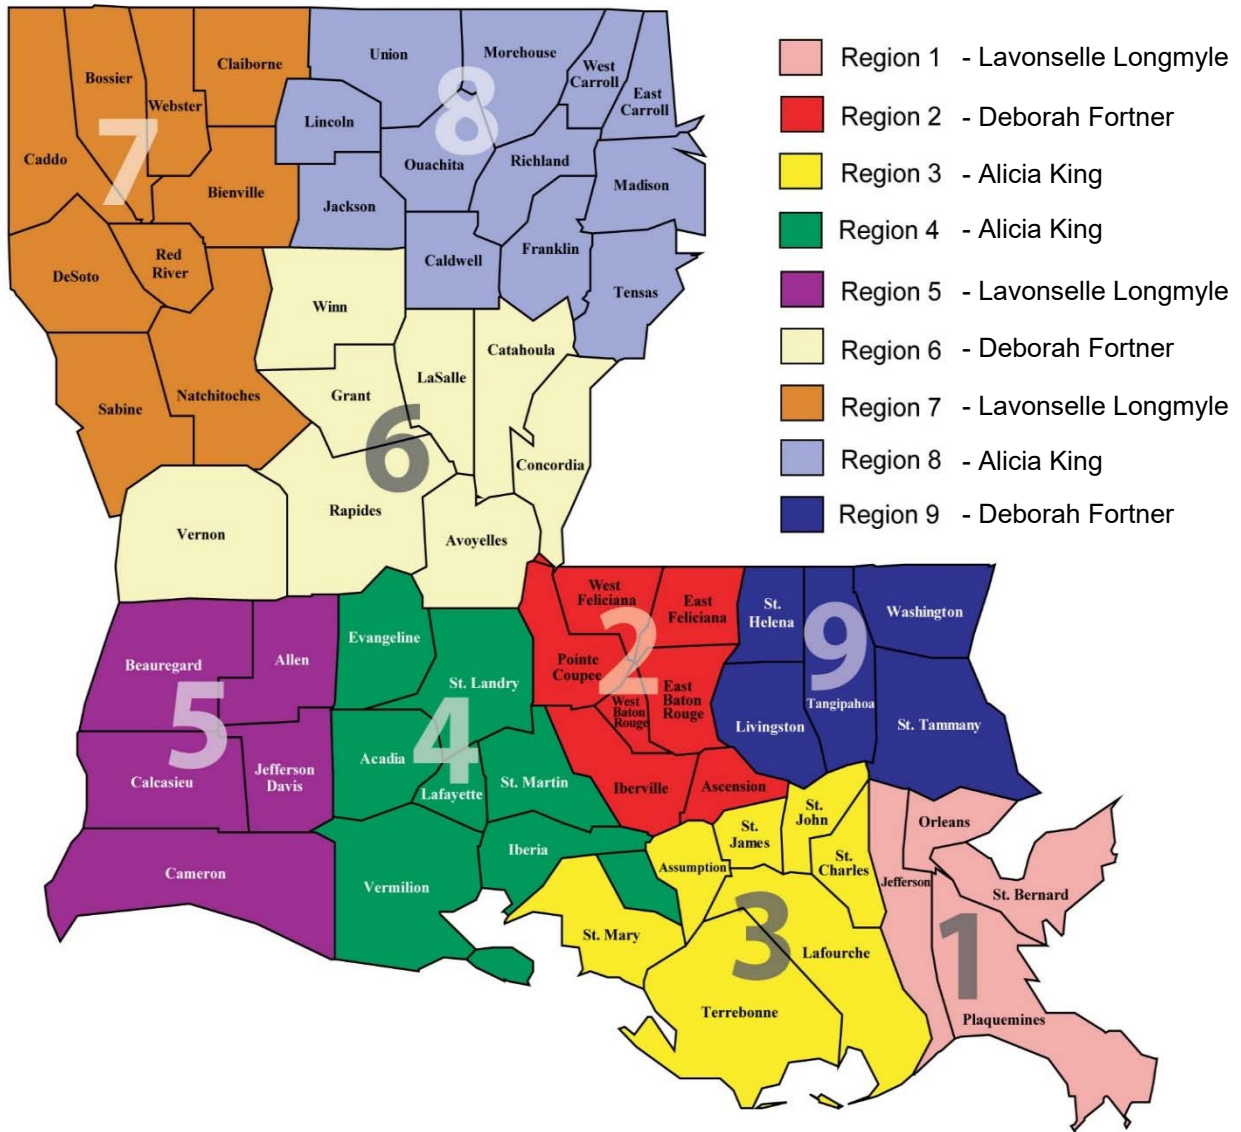 Region 1 - Lavonselle Longmyle
Region 2 - Deborah Fortner
Region 3 - Alicia King
Region 4 - Alicia King
Region 5 - Lavonselle Longmyle
Region 6 - Deborah Fortner
Region 7 - Lavonselle Longmyle
Region 8 - Alicia King
Region 9 - Deborah Fortner
7
Caddo
Bossier
Webster
Claiborne
Bienville
DeSoto
Red
River
Sabine
Natchitoches
8
Union
Morehouse
West
Carroll
East
Carroll
Lincoln
Ouachita
Richland
Madison
Jackson
Caldwell
Franklin
Tensas
6
Winn
Grant
LaSalle
Catahoula
Concordia
Rapides
Vernon
Avoyelles
5
Beauregard
Allen
Calcasieu
Jefferson
Davis
Cameron
4
Evangeline
St. Landry
Acadia
Lafayette
St. Martin
Iberia
Vermilion
2
West
Feliciana
East
Feliciana
Pointe
Coupee
West
Baton
Rouge
East
Baton
Rouge
Iberville
Ascension
9
St.
Helena
Tangipahoa
Washington
Livingston
St. Tammany
3
St.
James
St.
John
St.
Charles
Assumption
St. Mary
Lafourche
Terrebonne
1
Orleans
Jefferson
St. Bernard
Plaquemines